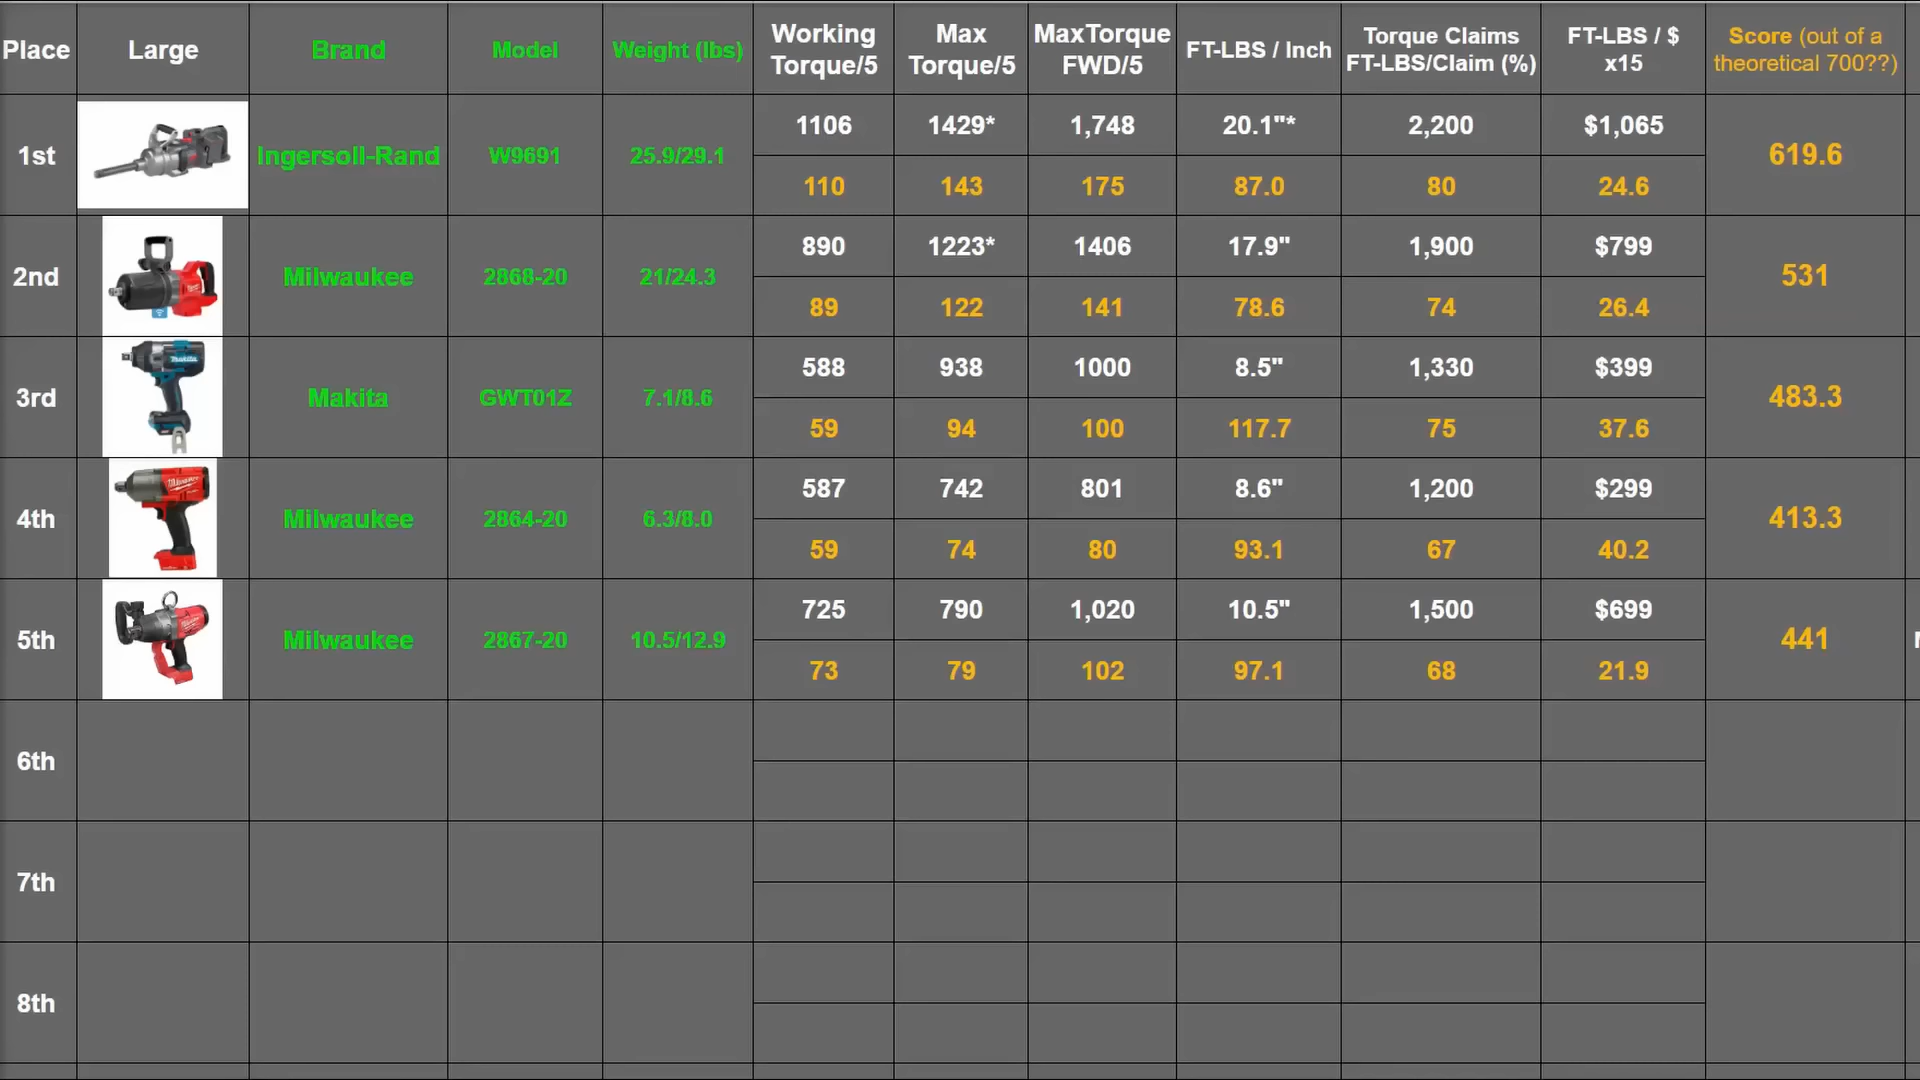 Place
Large
Brand
Model
Weight (lbs)
Working
Torque/5
Max
Torque/5
MaxTorque
FWD/5
FT-LBS / Inch
Torque Claims
FT-LBS/Claim (%)
FT-LBS / $
x15
Score (out of a
theoretical 700??)
1st
Ingersoll-Rand
W9691
25.9/29.1
1106
1429*
1,748
20.1"*
2,200
$1,065
619.6
110
143
175
87.0
80
24.6
2nd
Milwaukee
2868-20
21/24.3
890
1223*
1406
17.9"
1,900
$799
531
89
122
141
78.6
74
26.4
3rd
Makita
Makita
GWT01Z
7.1/8.6
588
938
1000
8.5"
1,330
$399
483.3
59
94
100
117.7
75
37.6
4th
Milwaukee
Milwaukee
2864-20
6.3/8.0
587
742
801
8.6"
1,200
$299
413.3
59
74
80
93.1
67
40.2
5th
Milwaukee
2867-20
10.5/12.9
725
790
1,020
10.5"
1,500
$699
441
73
79
102
97.1
68
21.9
6th
7th
8th